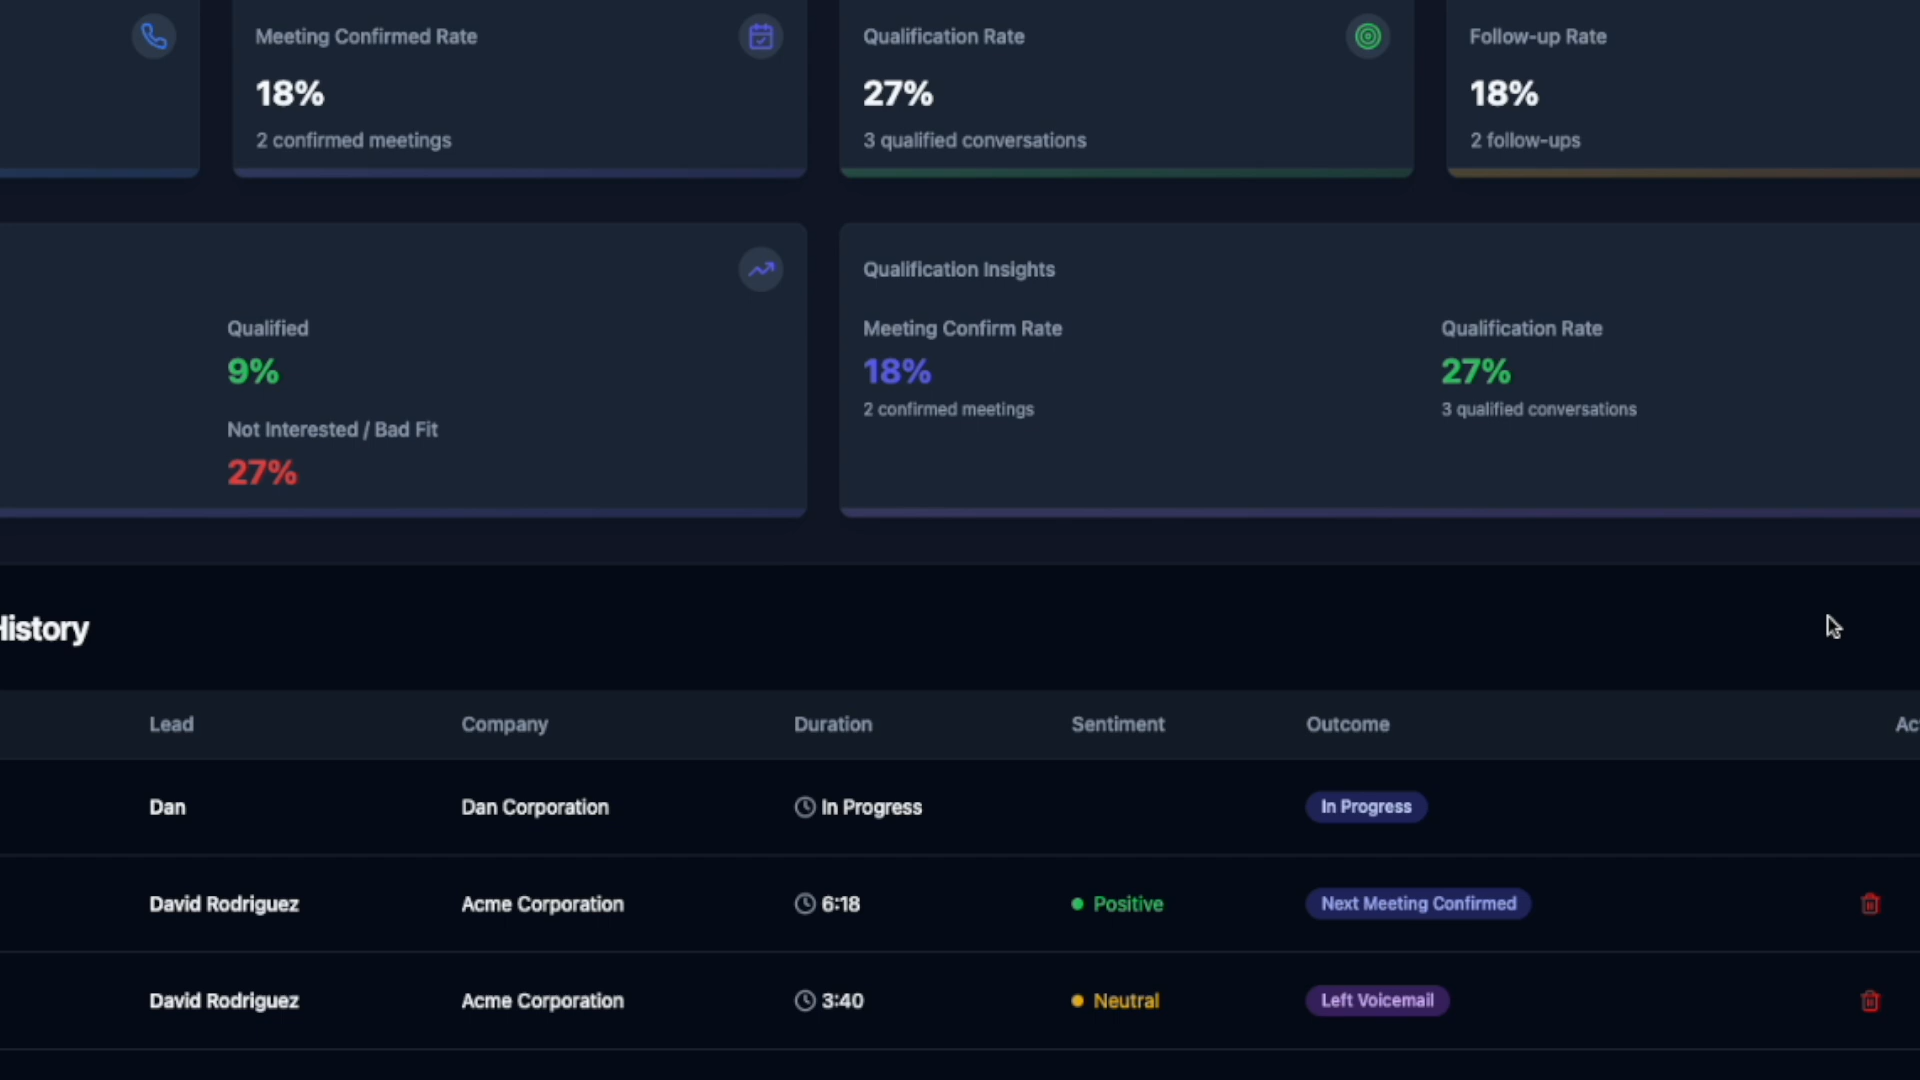 Meeting Confirmed Rate
18%
2 confirmed meetings
Qualification Rate
27%
3 qualified conversations
Follow-up Rate
18%
2 follow-ups
Qualified
9%
Not Interested / Bad Fit
27%
Qualification Insights
Meeting Confirm Rate
18%
2 confirmed meetings
Qualification Rate
27%
3 qualified conversations
History
Lead Company Duration Sentiment Outcome Ac
Dan Dan Corporation In Progress In Progress
David Rodriguez Acme Corporation 6:18 Positive Next Meeting Confirmed
David Rodriguez Acme Corporation 3:40 Neutral Left Voicemail